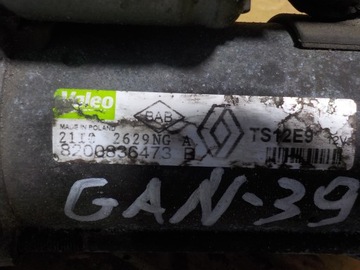 Valeo
BAB
MADE IN POLAND
TS12E9 12V
2629NG A
8200836473 B
GAN-39